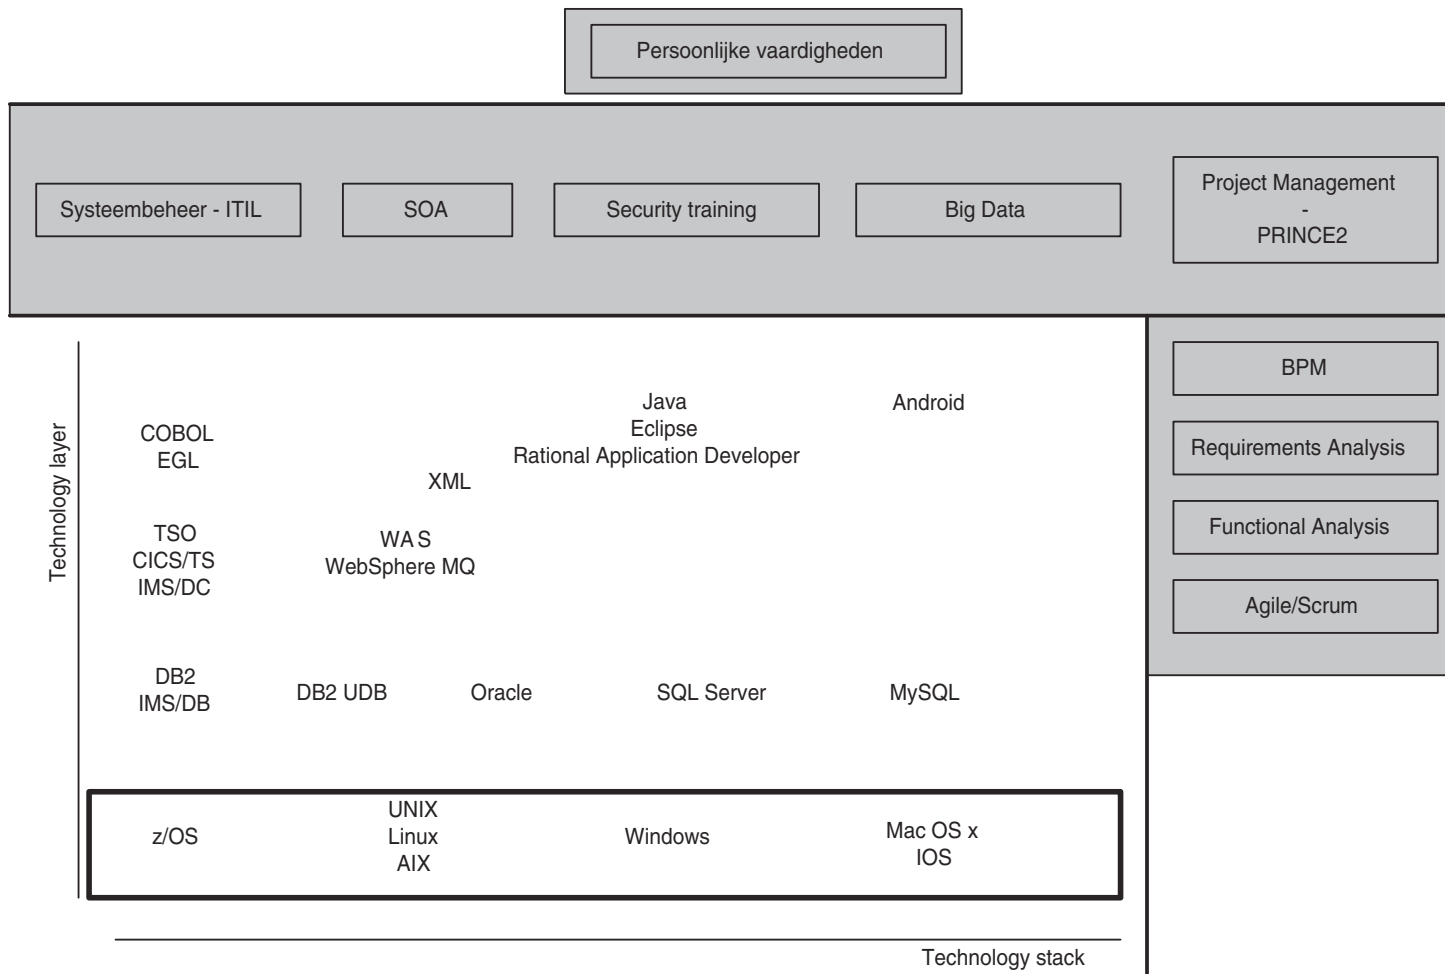 Persoonlijke vaardigheden
Systeembeheer - ITIL
SOA
Security training
Big Data
Project Management
-
PRINCE2
BPM
Requirements Analysis
Functional Analysis
Agile/Scrum
Technology layer
COBOL
EGL
XML
Java
Eclipse
Rational Application Developer
Android
TSO
CICS/TS
IMS/DC
WAS
WebSphere MQ
DB2
IMS/DB
DB2 UDB
Oracle
SQL Server
MySQL
z/OS
UNIX
Linux
AIX
Windows
Mac OS x
IOS
Technology stack